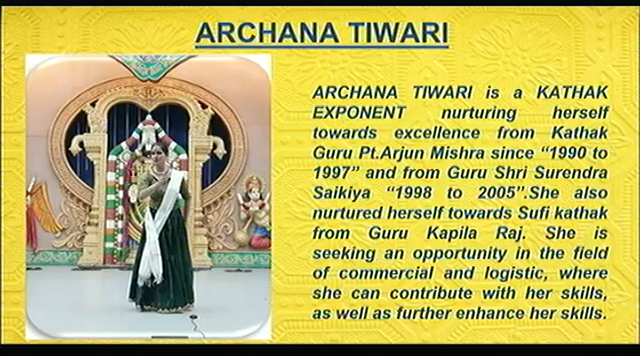 ARCHANA TIWARI
ARCHANA TIWARI is a KATHAK
EXPONENT nurturing herself
towards excellence from Kathak
Guru Pt.Arjun Mishra since “1990 to
1997” and from Guru Shri Surendra
Saikiya “1998 to 2005”.She also
nurtured herself towards Sufi kathak
from Guru Kapila Raj. She is
seeking an opportunity in the field
of commercial and logistic, where
she can contribute with her skills,
as well as further enhance her skills.